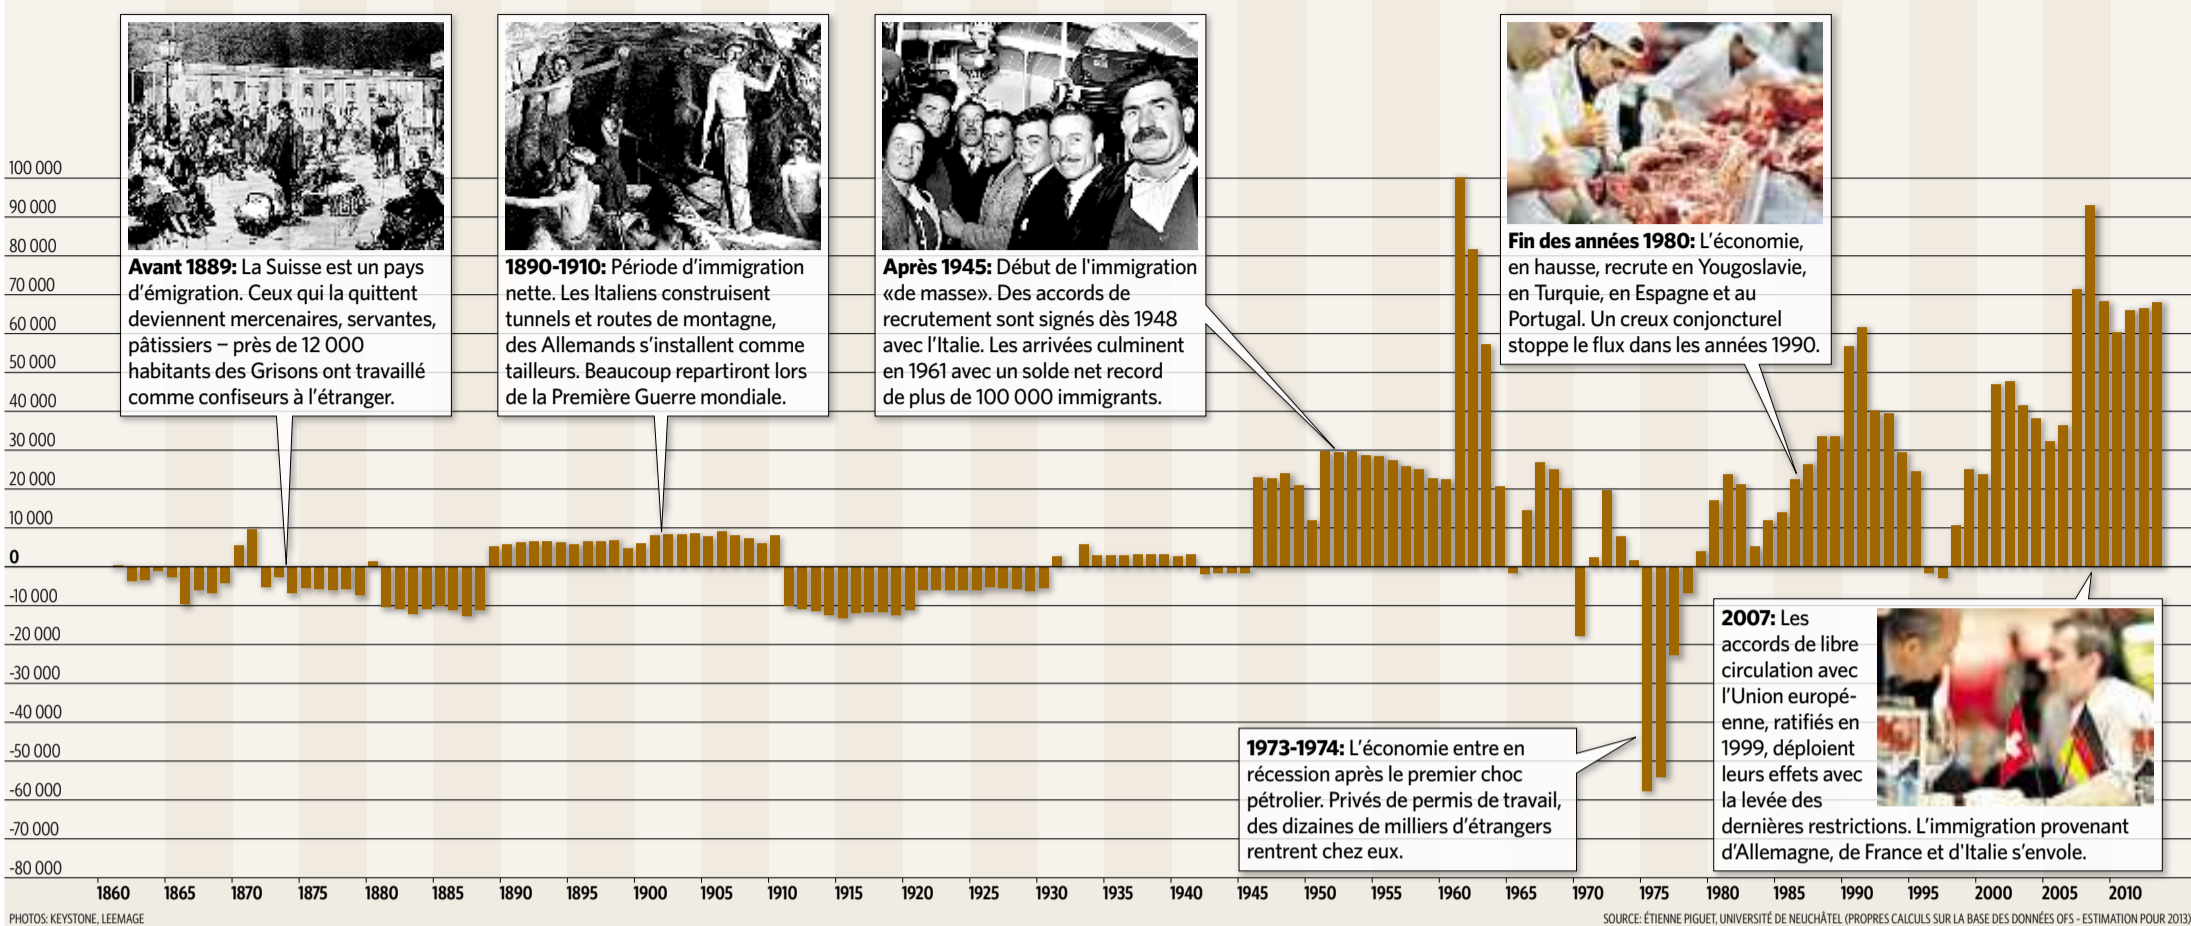 Avant 1889: La Suisse est un pays
d'émigration. Ceux qui la quittent
deviennent mercenaires, servantes,
pâtissiers – près de 12 000
habitants des Grisons ont travaillé
comme confiseurs à l'étranger.
1890-1910: Période d'immigration
nette. Les Italiens construisent
tunnels et routes de montagne,
des Allemands s'installent comme
tailleurs. Beaucoup repartiront lors
de la Première Guerre mondiale.
Après 1945: Début de l'immigration
«de masse». Des accords de
recrutement sont signés dès 1948
avec l'Italie. Les arrivées culminent
en 1961 avec un solde net record
de plus de 100 000 immigrants.
Fin des années 1980: L'économie,
en hausse, recrute en Yougoslavie,
en Turquie, en Espagne et au
Portugal. Un creux conjoncturel
stoppe le flux dans les années 1990.
100 000
90 000
80 000
70 000
60 000
50 000
40 000
30 000
20 000
10 000
0
-10 000
-20 000
-30 000
-40 000
-50 000
-60 000
-70 000
-80 000
1973-1974: L'économie entre en
récession après le premier choc
pétrolier. Privés de permis de travail,
des dizaines de milliers d'étrangers
rentrent chez eux.
2007: Les
accords de libre
circulation avec
l'Union europé-
enne, ratifiés en
1999, déploient
leurs effets avec
la levée des
dernières restrictions. L'immigration provenant
d'Allemagne, de France et d'Italie s'envole.
1860 1865 1870 1875 1880 1885 1890 1895 1900 1905 1910 1915 1920 1925 1930 1935 1940 1945 1950 1955 1960 1965 1970 1975 1980 1985 1990 1995 2000 2005 2010
PHOTOS: KEYSTONE, LEEMAGE
SOURCE: ÉTIENNE PIGUET, UNIVERSITÉ DE NEUCHÂTEL (PROPRES CALCULS SUR LA BASE DES DONNÉES OFS - ESTIMATION POUR 2013)